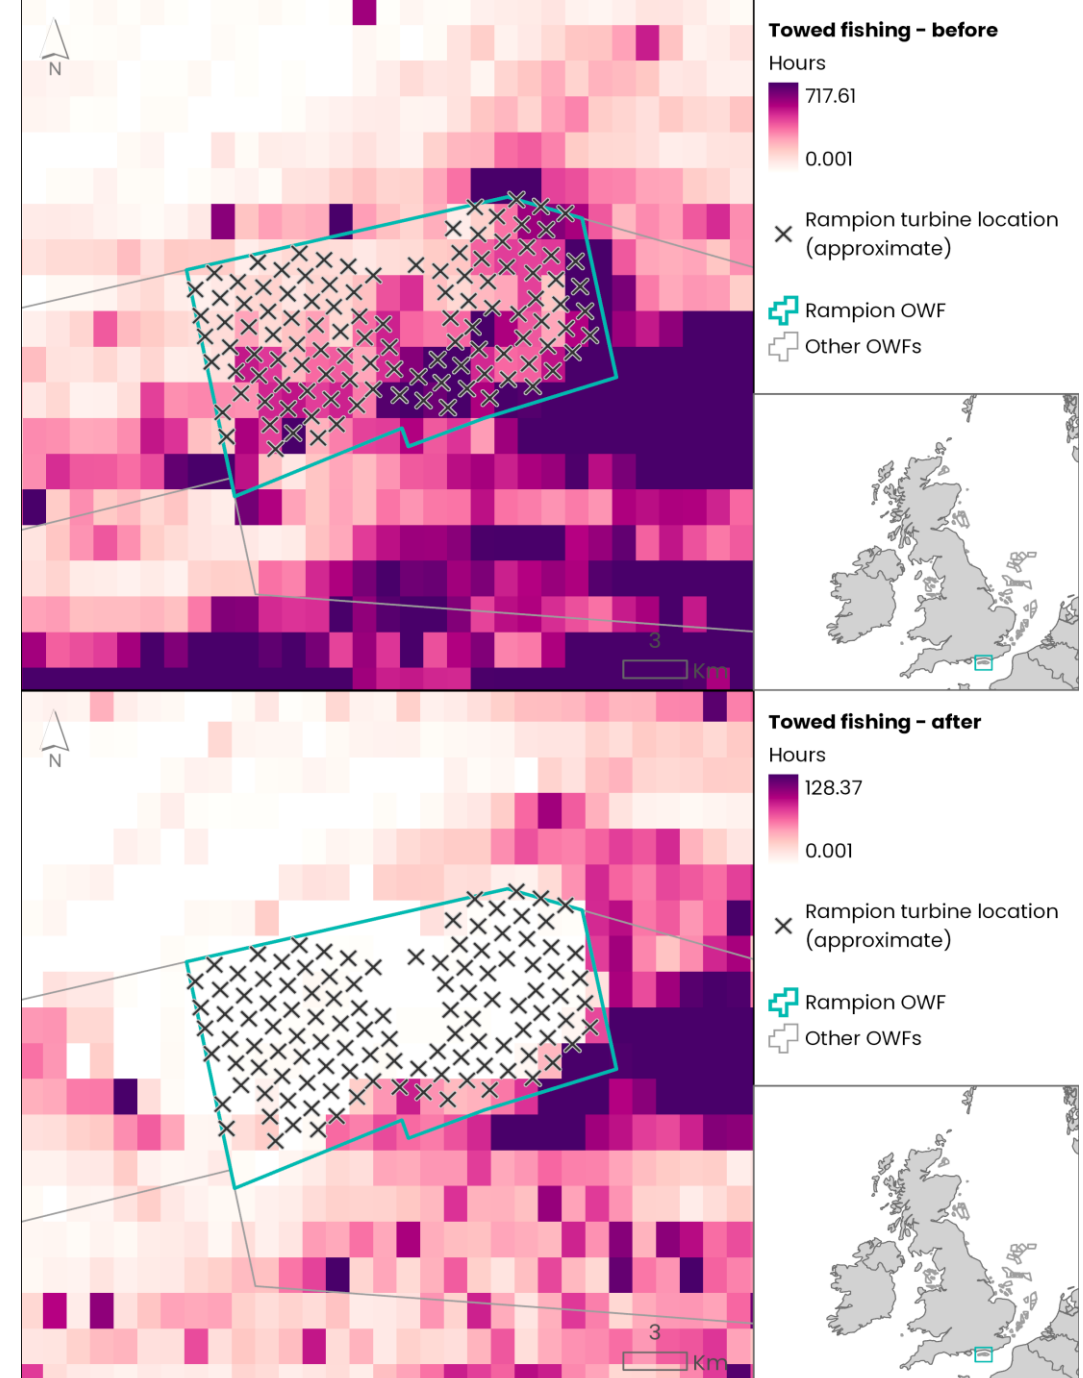 N
Towed fishing - before
Hours
717.61
0.001
Rampion turbine location
(approximate)
Rampion OWF
Other OWFs
3
Km
N
Towed fishing - after
Hours
128.37
0.001
Rampion turbine location
(approximate)
Rampion OWF
Other OWFs
3
Km